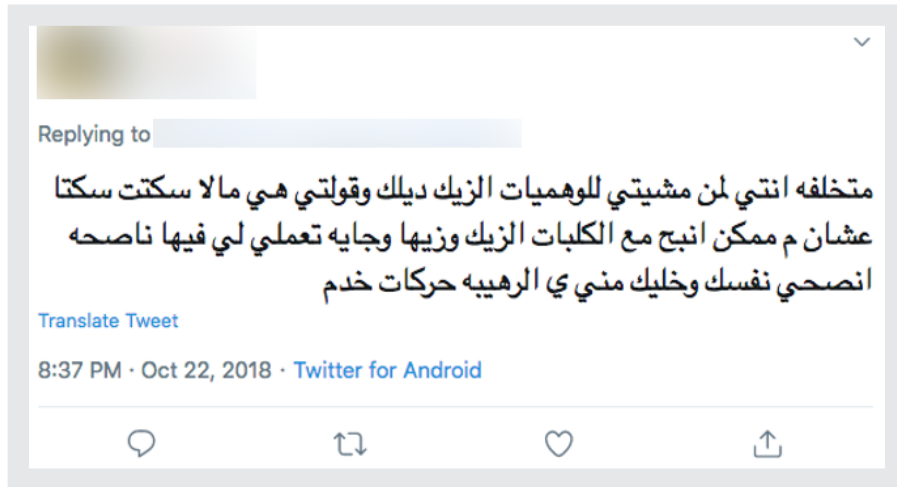 Replying to
متخلفه انتي لمن مشيتي للوهميات الزيك ديلك وقولتي هي مالا سكتت سكتا
عشان م ممكن انبح مع الكلبات الزيك وزيها وجايه تعملي لي فيها ناصحه
انصحي نفسك وخليك مني ي الرهيبه حركات خدم
Translate Tweet
8:37 PM · Oct 22, 2018 · Twitter for Android